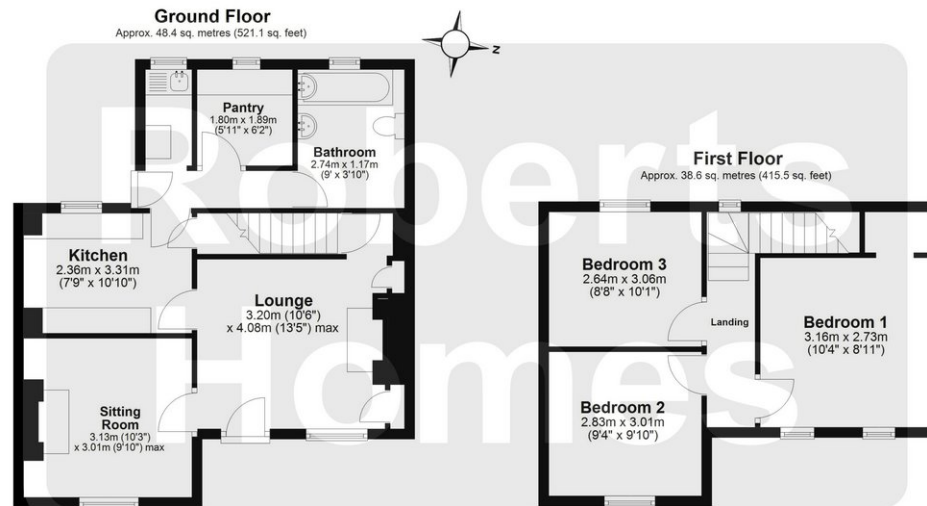 Ground Floor
Approx. 48.4 sq. metres (521.1 sq. feet)
N
Pantry
1.80m x 1.89m
(5'11" x 6'2")
Bathroom
2.74m x 1.17m
(9' x 3'10")
Kitchen
2.36m x 3.31m
(7'9" x 10'10")
Lounge
3.20m (10'6")
x 4.08m (13'5") max
Sitting
Room
3.13m (10'3")
x 3.01m (9'10") max
First Floor
Approx. 38.6 sq. metres (415.5 sq. feet)
Bedroom 3
2.64m x 3.06m
(8'8" x 10'1")
Landing
Bedroom 1
3.16m x 2.73m
(10'4" x 8'11")
Bedroom 2
2.83m x 3.01m
(9'4" x 9'10")
Roberts
Homes